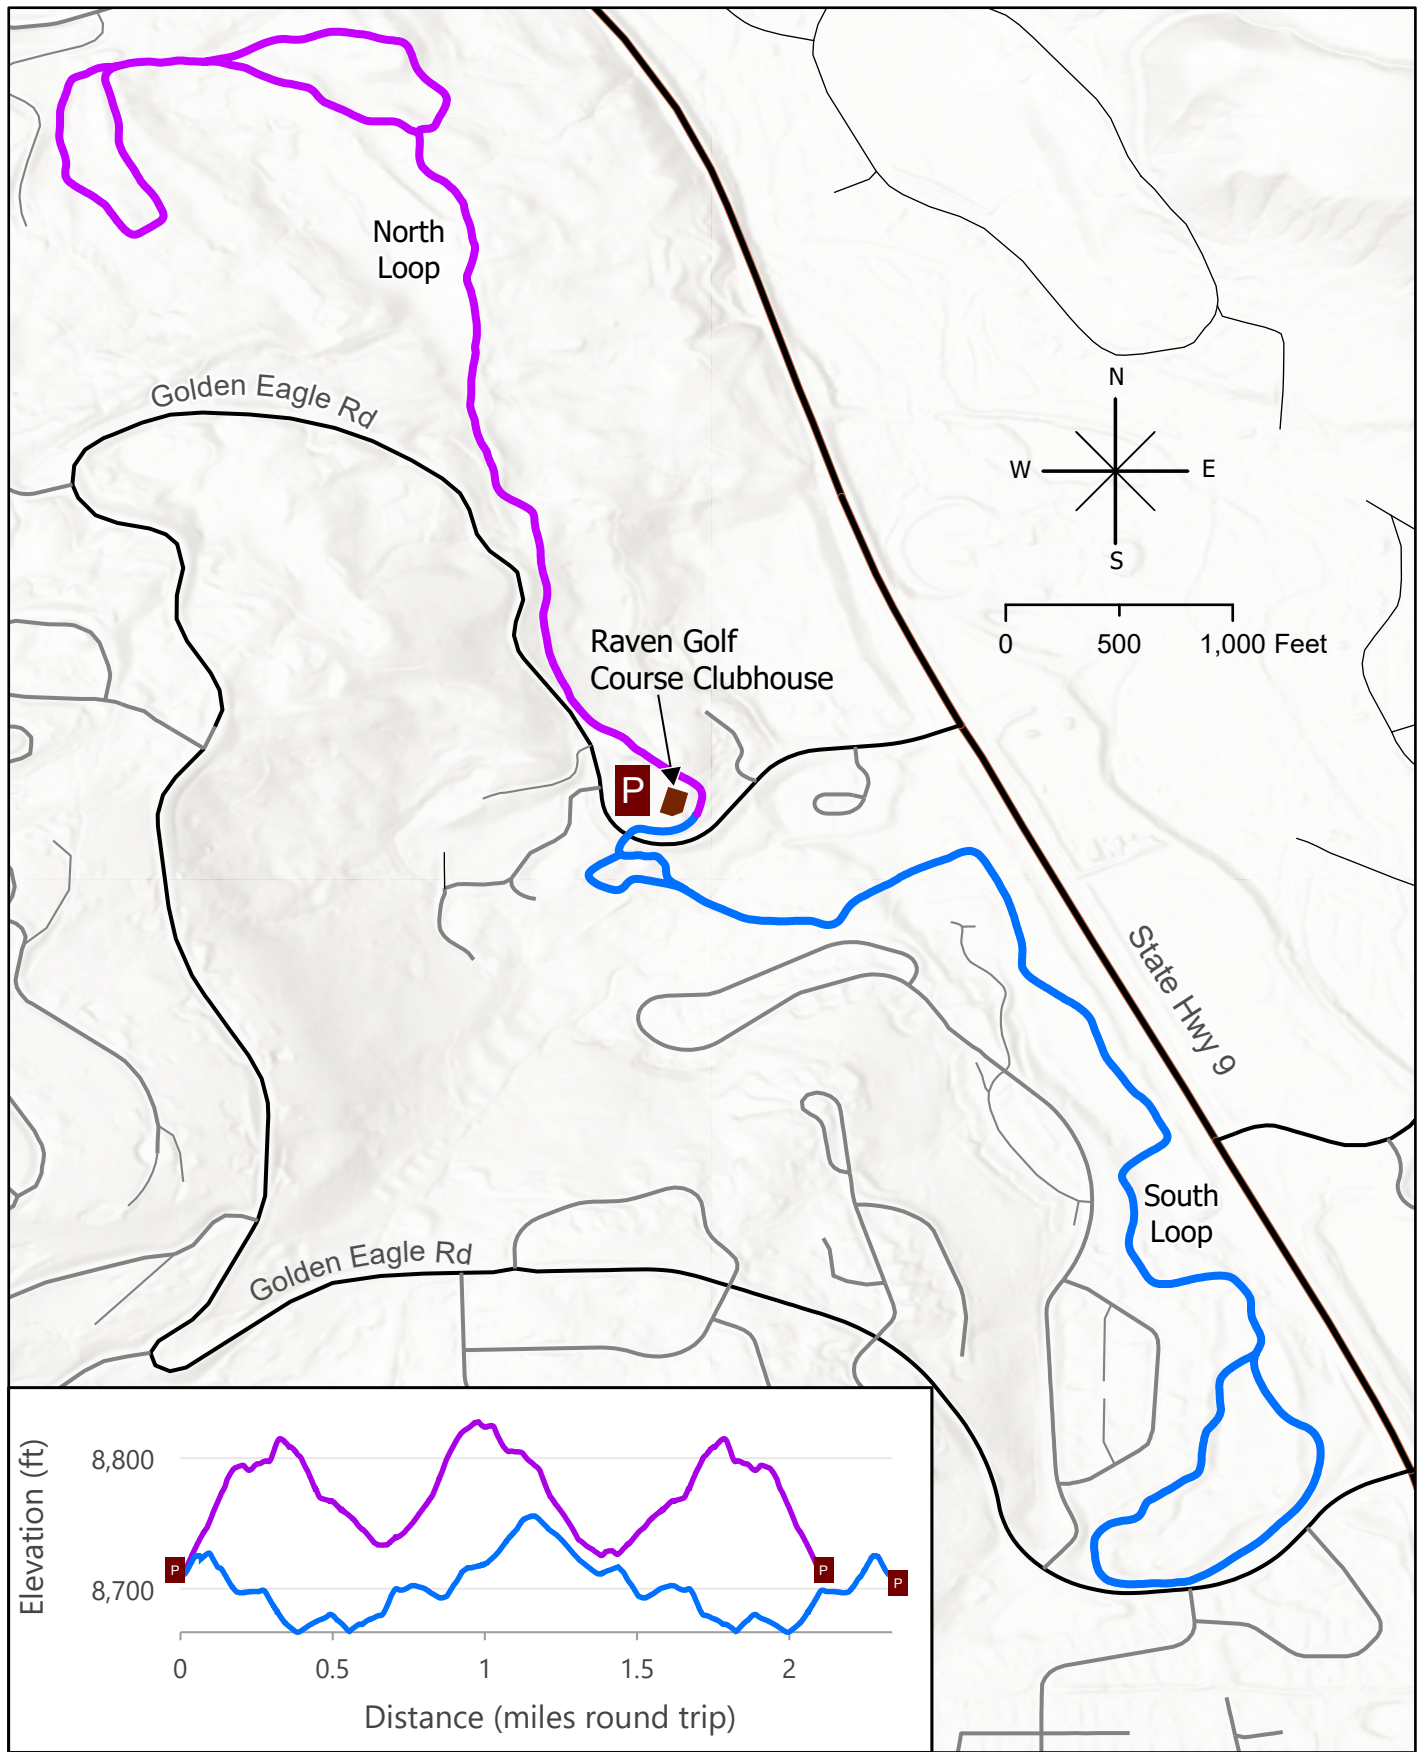 North
Loop
Golden Eagle Rd
N
W
E
S
0 500 1,000 Feet
Raven Golf
Course Clubhouse
P
State Hwy 9
South
Loop
Golden Eagle Rd
Elevation (ft)
8,800
8,700
P
P
P
0 0.5 1 1.5 2
Distance (miles round trip)